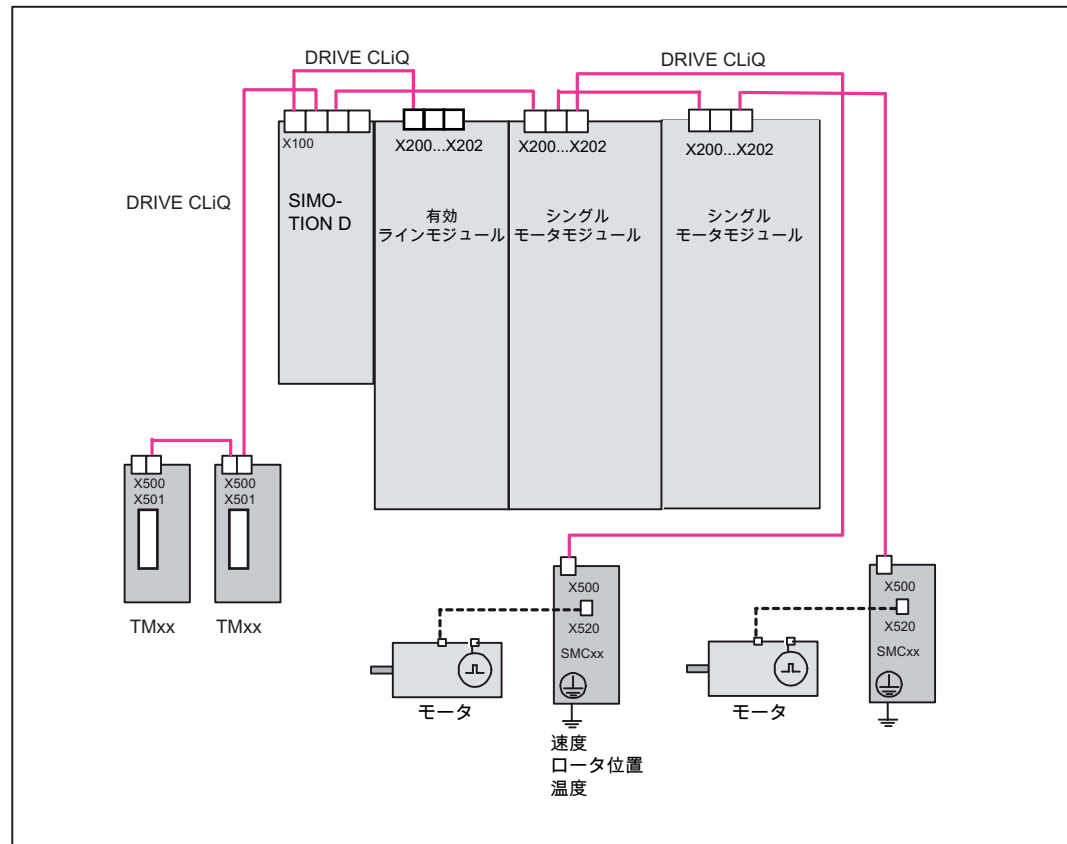 DRIVE CLiQ
DRIVE CLiQ
X100
X200...X202
X200...X202
X200...X202
DRIVE CLiQ
SIMO-
TION D
有効
ラインモジュール
シングル
モータモジュール
シングル
モータモジュール
X500
X501
X500
X501
TMxx
TMxx
X500
X520
SMCxx
X500
X520
SMCxx
モータ
モータ
速度
ロータ位置
温度